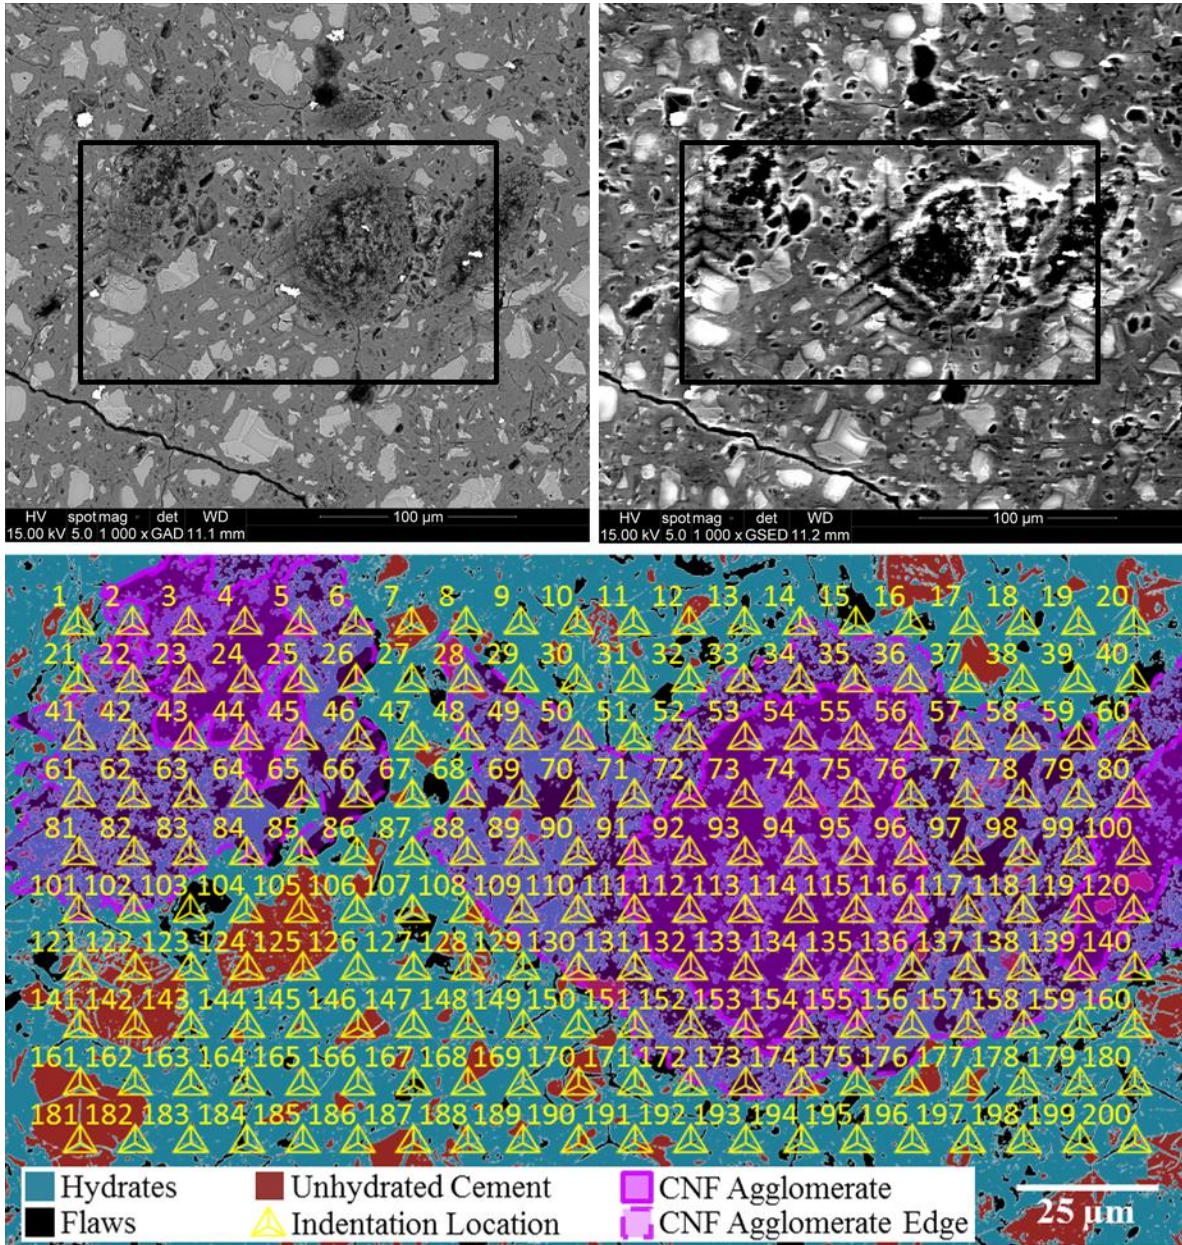 HV spot mag det WD 100 µm
15.00 kV 5.0 1 000 x GAD 11.1 mm
HV spot mag det WD 100 µm
15.00 kV 5.0 1 000 x GSED 11.2 mm
1 2 3 4 5 6 7 8 9 10 11 12 13 14 15 16 17 18 19 20
21 22 23 24 25 26 27 28 29 30 31 32 33 34 35 36 37 38 39 40
41 42 43 44 45 46 47 48 49 50 51 52 53 54 55 56 57 58 59 60
61 62 63 64 65 66 67 68 69 70 71 72 73 74 75 76 77 78 79 80
81 82 83 84 85 86 87 88 89 90 91 92 93 94 95 96 97 98 99 100
101 102 103 104 105 106 107 108 109 110 111 112 113 114 115 116 117 118 119 120
121 122 123 124 125 126 127 128 129 130 131 132 133 134 135 136 137 138 139 140
141 142 143 144 145 146 147 148 149 150 151 152 153 154 155 156 157 158 159 160
161 162 163 164 165 166 167 168 169 170 171 172 173 174 175 176 177 178 179 180
181 182 183 184 185 186 187 188 189 190 191 192 193 194 195 196 197 198 199 200
Hydrates Unhydrated Cement CNF Agglomerate
Flaws Indentation Location CNF Agglomerate Edge
25 µm